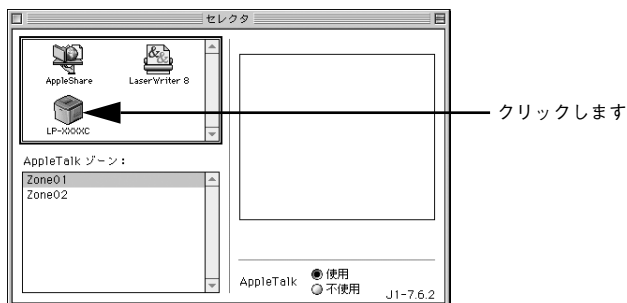 セレクタ
AppleShare
LaserWriter 8
LP-XXXXC
クリックします
AppleTalk ゾーン：
Zone01
Zone02
AppleTalk
使用
不使用
J1-7.6.2